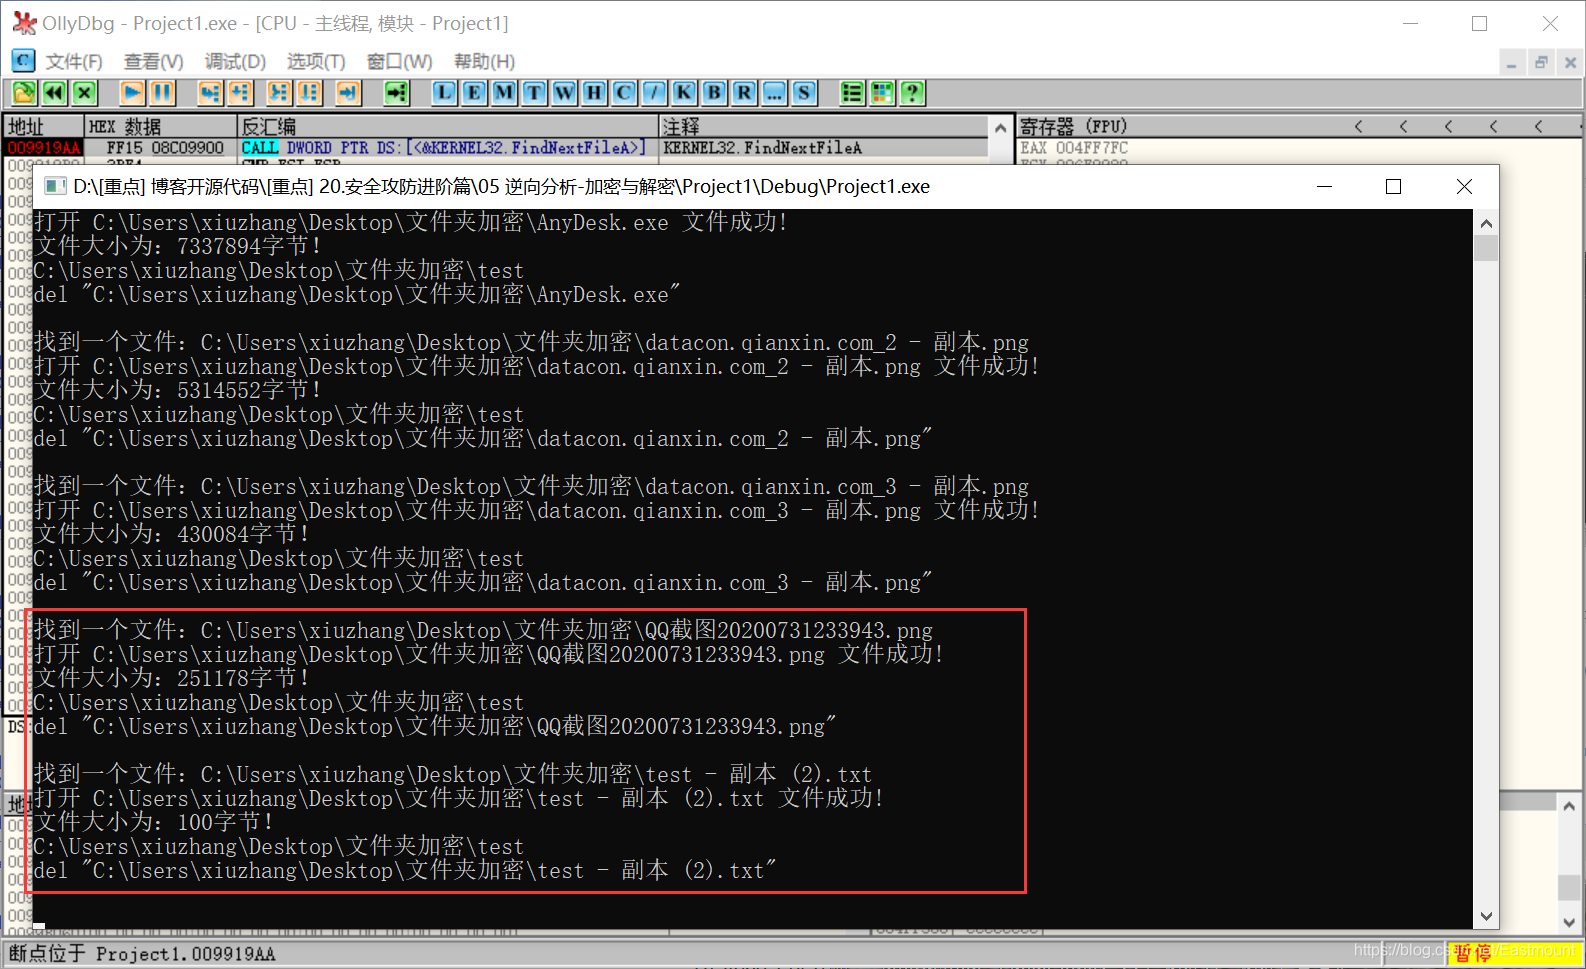 OllyDbg - Project1.exe - [CPU - 主线程, 模块 - Project1]
C 文件(F) 查看(V) 调试(D) 选项(T) 窗口(W) 帮助(H)
L E M T W H C / K B R ... S ?
地址 HEX 数据 反汇编 注释 寄存器 (FPU) < < < < <
009919AA FF15 08C09900 CALL DWORD PTR DS:[<&KERNEL32.FindNextFileA>] KERNEL32.FindNextFileA EAX 004FF7FC
D:\[重点] 博客开源代码\[重点] 20.安全攻防进阶篇\05 逆向分析-加密与解密\Project1\Debug\Project1.exe
打开 C:\Users\xiuzhang\Desktop\文件夹加密\AnyDesk.exe 文件成功!
文件大小为: 7337894字节!
C:\Users\xiuzhang\Desktop\文件夹加密\test
del "C:\Users\xiuzhang\Desktop\文件夹加密\AnyDesk.exe"
找到一个文件: C:\Users\xiuzhang\Desktop\文件夹加密\datacon.qianxin.com_2 - 副本.png
打开 C:\Users\xiuzhang\Desktop\文件夹加密\datacon.qianxin.com_2 - 副本.png 文件成功!
文件大小为: 5314552字节!
C:\Users\xiuzhang\Desktop\文件夹加密\test
del "C:\Users\xiuzhang\Desktop\文件夹加密\datacon.qianxin.com_2 - 副本.png"
找到一个文件: C:\Users\xiuzhang\Desktop\文件夹加密\datacon.qianxin.com_3 - 副本.png
打开 C:\Users\xiuzhang\Desktop\文件夹加密\datacon.qianxin.com_3 - 副本.png 文件成功!
文件大小为: 430084字节!
C:\Users\xiuzhang\Desktop\文件夹加密\test
del "C:\Users\xiuzhang\Desktop\文件夹加密\datacon.qianxin.com_3 - 副本.png"
找到一个文件: C:\Users\xiuzhang\Desktop\文件夹加密\QQ截图20200731233943.png
打开 C:\Users\xiuzhang\Desktop\文件夹加密\QQ截图20200731233943.png 文件成功!
文件大小为: 251178字节!
C:\Users\xiuzhang\Desktop\文件夹加密\test
del "C:\Users\xiuzhang\Desktop\文件夹加密\QQ截图20200731233943.png"
找到一个文件: C:\Users\xiuzhang\Desktop\文件夹加密\test - 副本 (2).txt
打开 C:\Users\xiuzhang\Desktop\文件夹加密\test - 副本 (2).txt 文件成功!
文件大小为: 100字节!
C:\Users\xiuzhang\Desktop\文件夹加密\test
del "C:\Users\xiuzhang\Desktop\文件夹加密\test - 副本 (2).txt"
断点位于 Project1.009919AA
暂停
https://blog.csdn.net/Eastmount